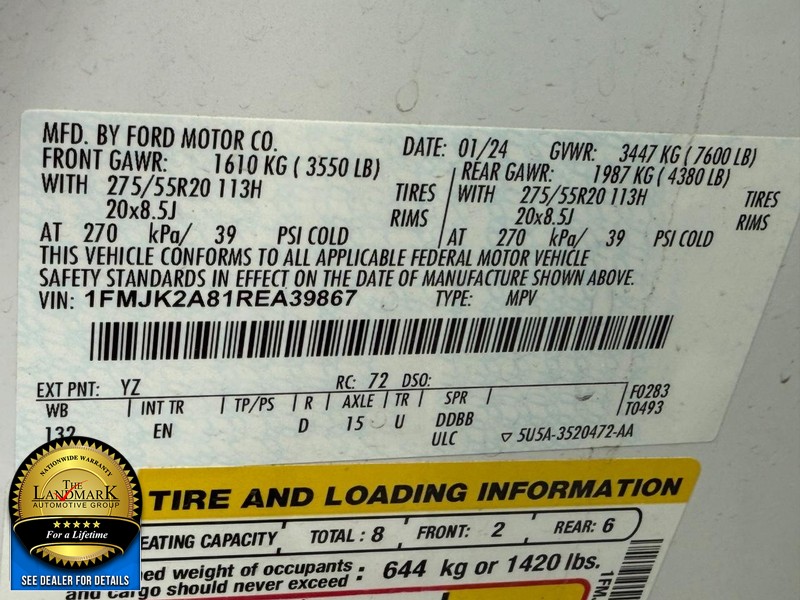 MFD. BY FORD MOTOR CO.
DATE: 01/24 GVWR: 3447 KG ( 7600 LB)
FRONT GAWR: 1610 KG ( 3550 LB)
REAR GAWR: 1987 KG ( 4380 LB)
WITH 275/55R20 113H TIRES
WITH 275/55R20 113H TIRES
20x8.5J RIMS
20x8.5J RIMS
AT 270 kPa/ 39 PSI COLD
AT 270 kPa/ 39 PSI COLD
THIS VEHICLE CONFORMS TO ALL APPLICABLE FEDERAL MOTOR VEHICLE
SAFETY STANDARDS IN EFFECT ON THE DATE OF MANUFACTURE SHOWN ABOVE.
VIN: 1FMJK2A81REA39867 TYPE: MPV
EXT PNT: YZ RC: 72 DSO:
WB INT TR TP/PS R AXLE TR SPR F0283
T0493
132 EN D 15 U DDBB
ULC ▽ 5U5A-3520472-AA
TIRE AND LOADING INFORMATION
EATING CAPACITY TOTAL : 8 FRONT: 2 REAR: 6
ned weight of occupants : 644 kg or 1420 lbs.
and cargo should never exceed
1FM
NATIONWIDE WARRANTY
THE
LANDMARK
AUTOMOTIVE GROUP
For a Lifetime
SEE DEALER FOR DETAILS